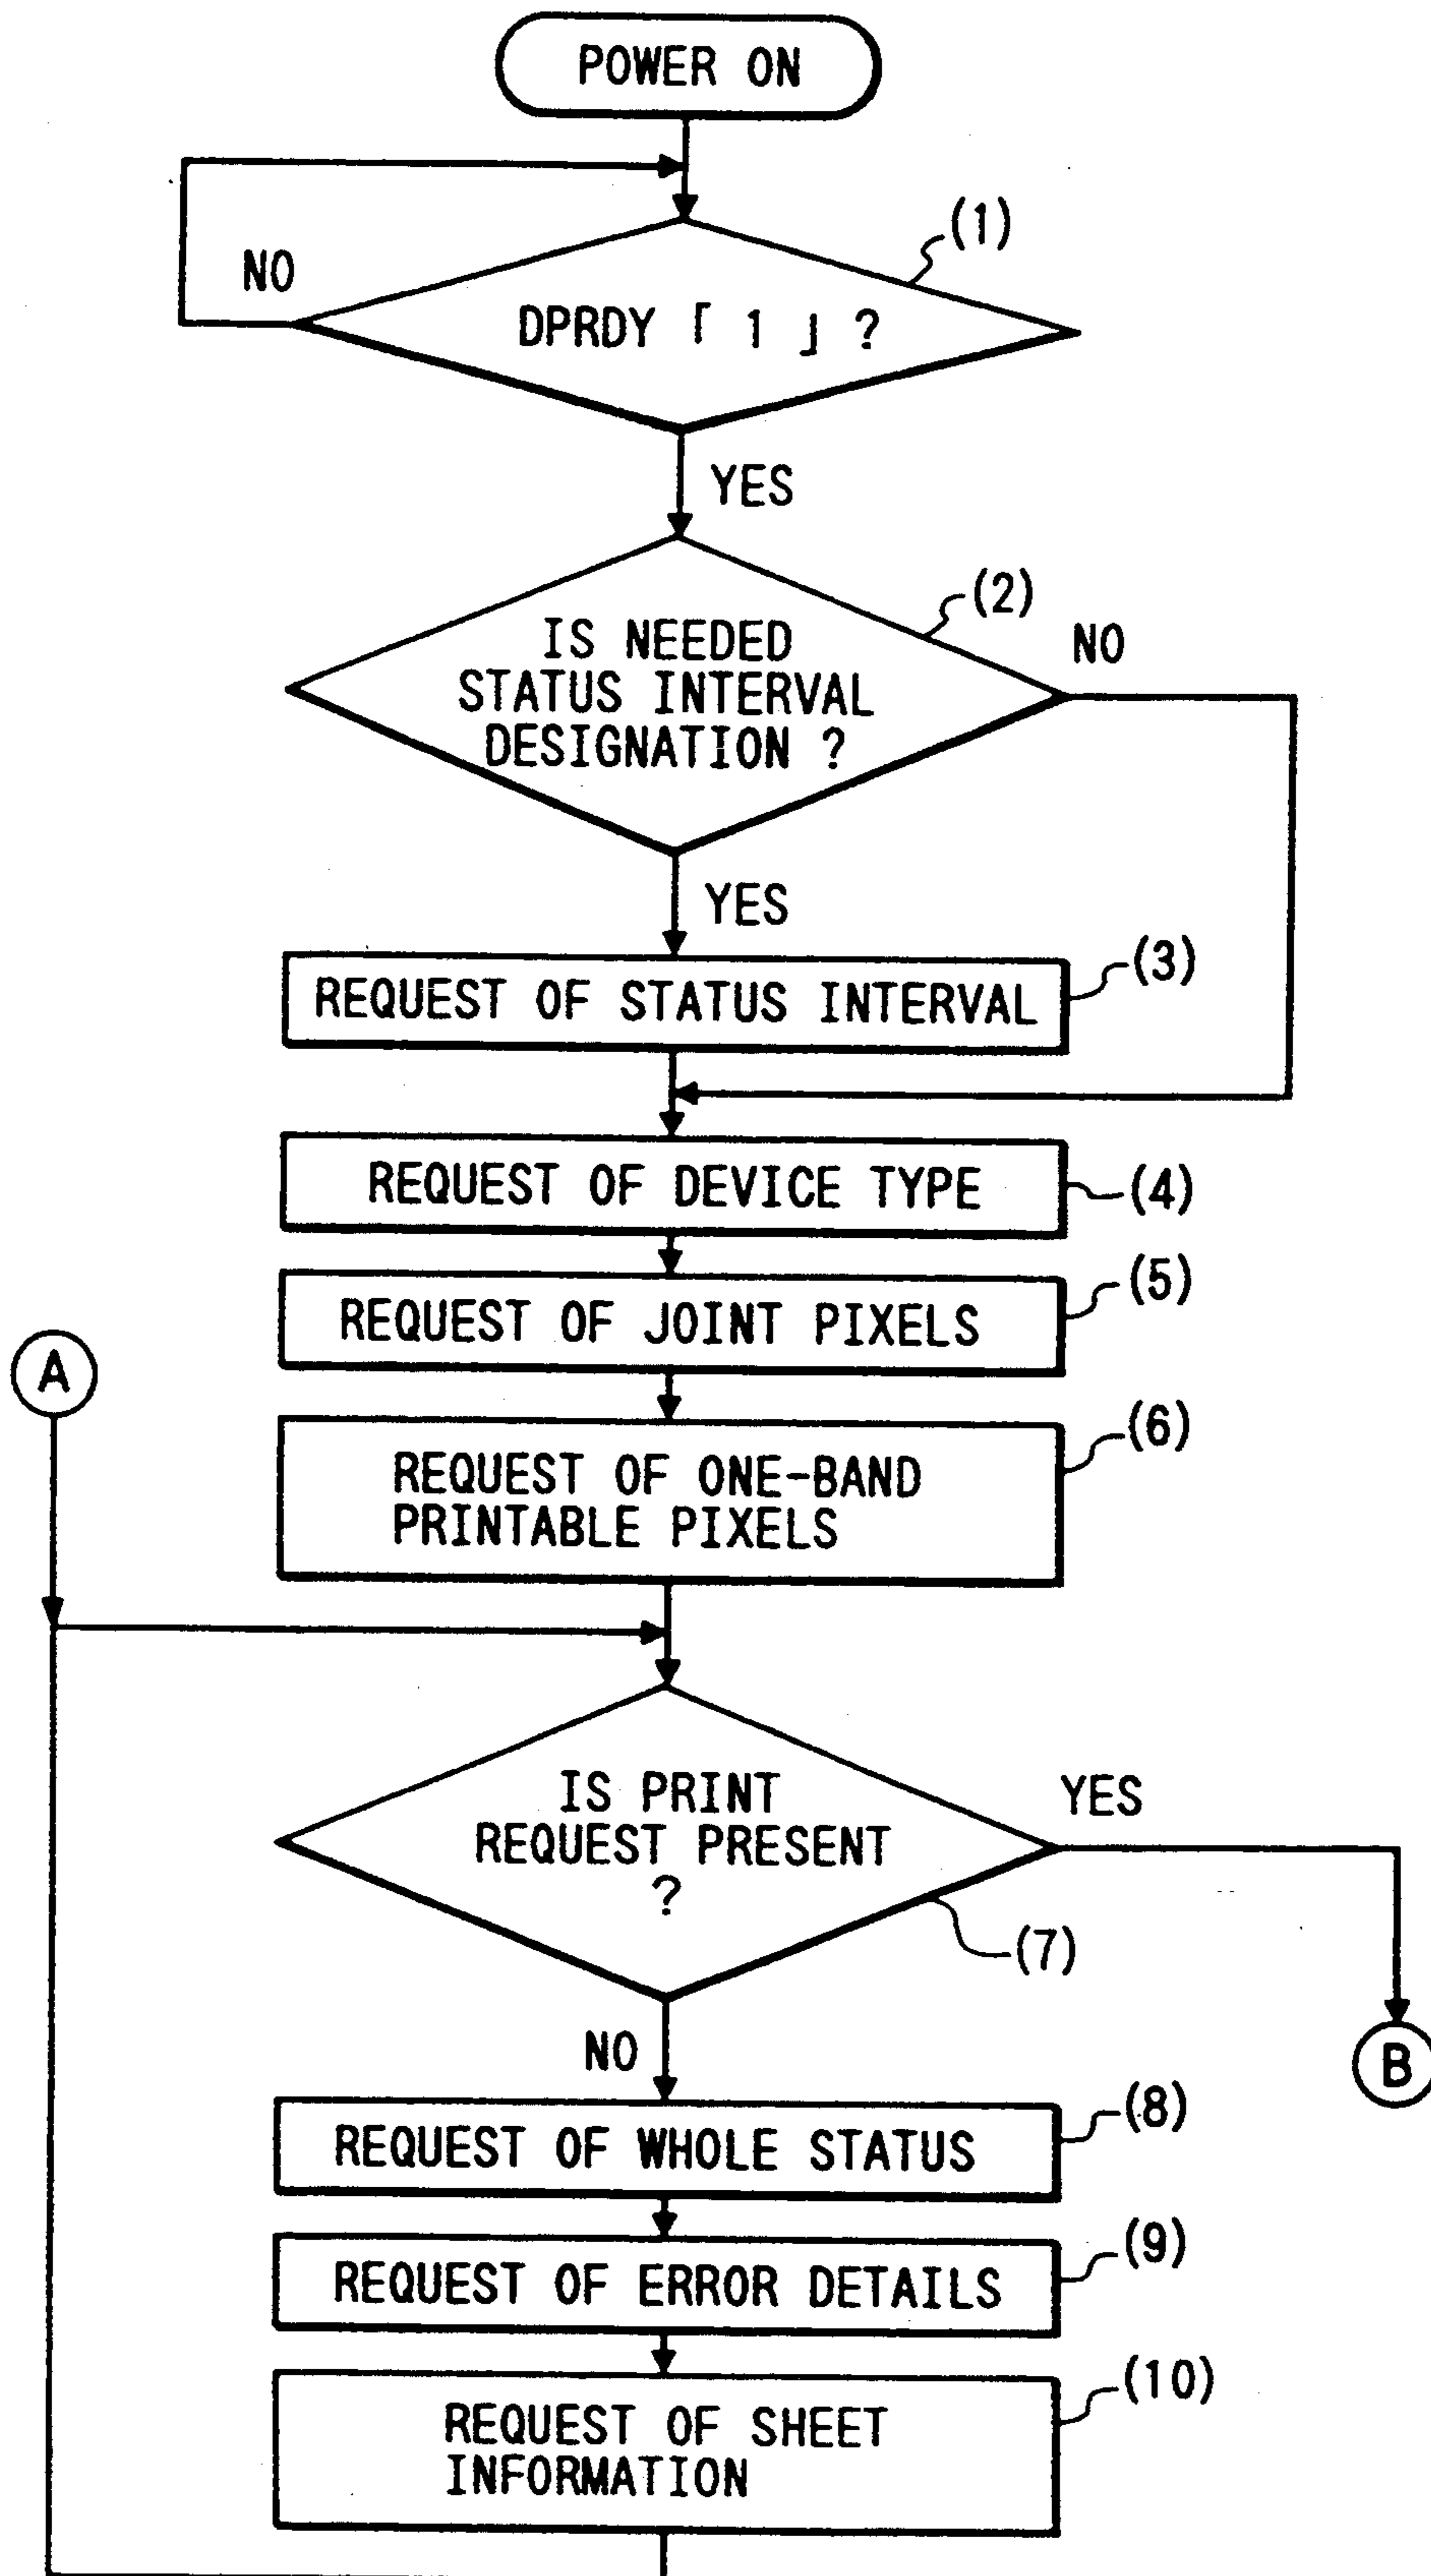 POWER ON
(1)
NO
DPRDY「 1 」?
YES
(2)
NO
IS NEEDED
STATUS INTERVAL
DESIGNATION ?
YES
(3)
REQUEST OF STATUS INTERVAL
REQUEST OF DEVICE TYPE
(4)
(5)
REQUEST OF JOINT PIXELS
A
(6)
REQUEST OF ONE-BAND
PRINTABLE PIXELS
IS PRINT
REQUEST PRESENT
?
YES
(7)
NO
B
(8)
REQUEST OF WHOLE STATUS
(9)
REQUEST OF ERROR DETAILS
(10)
REQUEST OF SHEET
INFORMATION